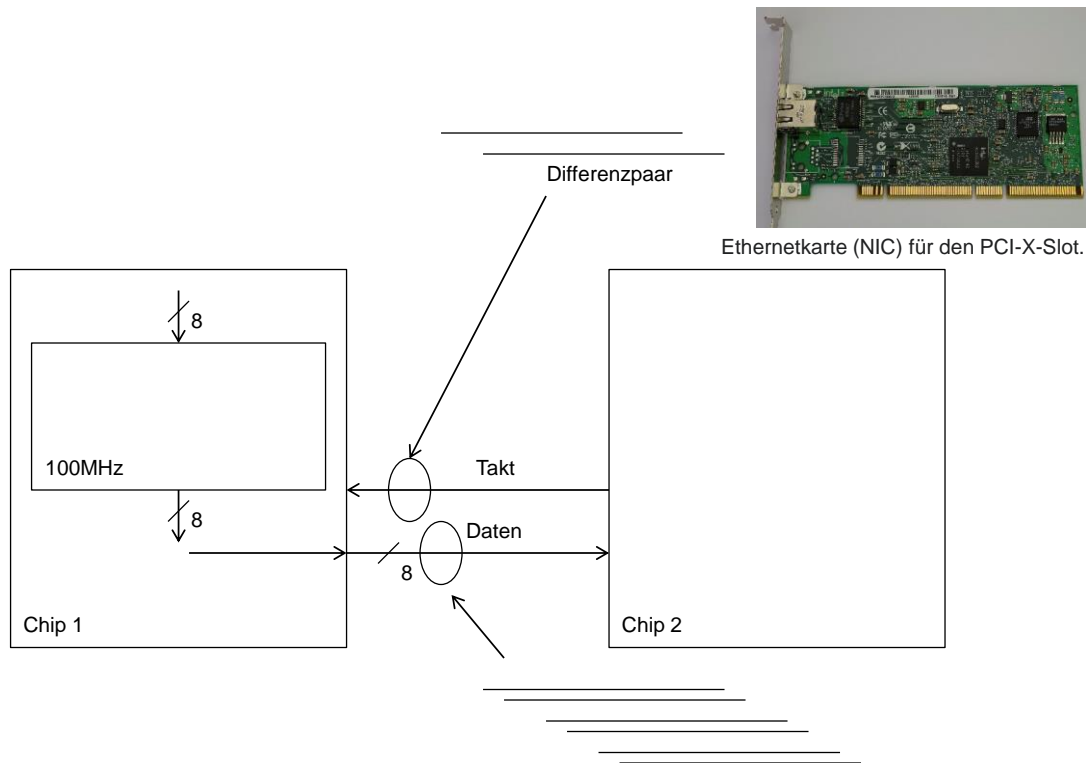 Differenzpaar
Ethernetkarte (NIC) für den PCI-X-Slot.
8
100MHz
Takt
8
Daten
8
Chip 1
Chip 2